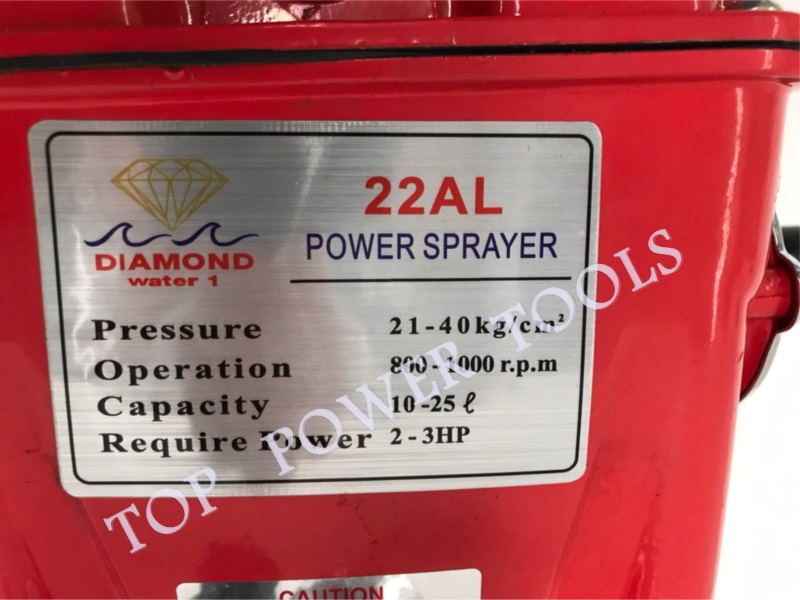 22AL
POWER SPRAYER
DIAMOND
water 1
Pressure 21-40kg/cm²
Operation 800-1000 r.p.m
Capacity 10-25 ℓ
Require Power 2-3HP
TOP POWER TOOLS
CAUTION